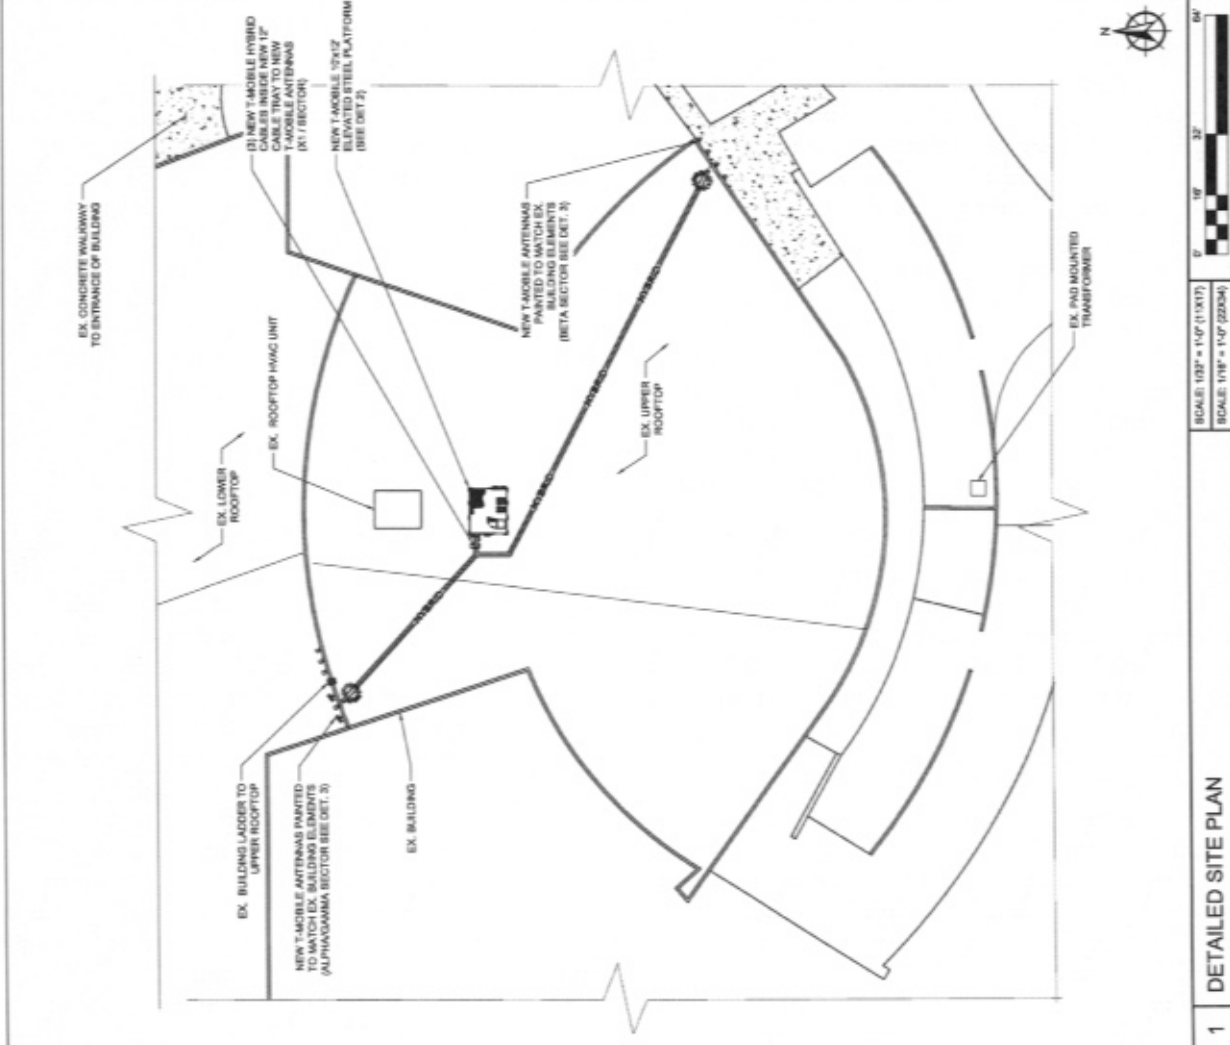 EX. CONCRETE WALKWAY
TO ENTRANCE OF BUILDING
(3) NEW T-MOBILE HYBRID
CABLES INSIDE NEW 12"
CABLE TRAY TO NEW
T-MOBILE ANTENNAS
(X1 / SECTOR)
NEW T-MOBILE 10'x12'
ELEVATED STEEL PLATFORM
(SEE DET 2)
EX. LOWER
ROOFTOP
EX. ROOFTOP HVAC UNIT
NEW T-MOBILE ANTENNAS
PAINTED TO MATCH EX.
BUILDING ELEMENTS
(BETA SECTOR SEE DET. 3)
EX. UPPER
ROOFTOP
HYBRID
HYBRID
HYBRID
HYBRID
EX. BUILDING LADDER TO
UPPER ROOFTOP
NEW T-MOBILE ANTENNAS PAINTED
TO MATCH EX. BUILDING ELEMENTS
(ALPHA/GAMMA SECTOR SEE DET. 3)
EX. BUILDING
EX. PAD MOUNTED
TRANSFORMER
N
1
DETAILED SITE PLAN
SCALE: 1/32" = 1'-0" (11X17)
SCALE: 1/16" = 1'-0" (22X34)
0'
16'
32'
64'